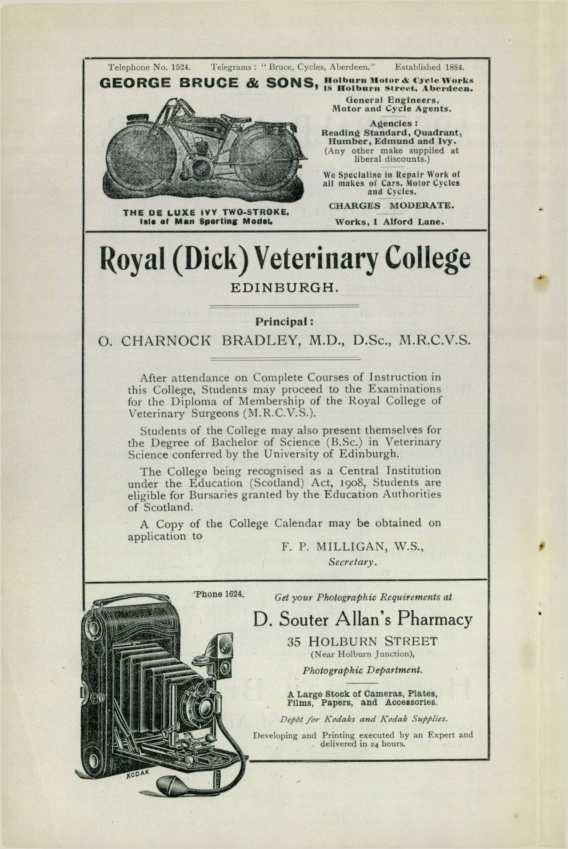 Telephone No. 1524. Telegrams: "Bruce, Cycles, Aberdeen." Established 1884.
GEORGE BRUCE & SONS, Holburn Motor & Cycle Works
18 Holburn Street, Aberdeen.
General Engineers,
Motor and Cycle Agents.
Agencies:
Reading Standard, Quadrant,
Humber, Edmund and Ivy.
(Any other make supplied at
liberal discounts.)
We Specialise in Repair Work of
all makes of Cars, Motor Cycles
and Cycles.
CHARGES MODERATE.
Works, 1 Alford Lane.
THE DE LUXE IVY TWO-STROKE,
Isle of Man Sporting Model.
Royal (Dick) Veterinary College
EDINBURGH.
Principal:
O. CHARNOCK BRADLEY, M.D., D.Sc., M.R.C.V.S.
After attendance on Complete Courses of Instruction in
this College, Students may proceed to the Examinations
for the Diploma of Membership of the Royal College of
Veterinary Surgeons (M.R.C.V.S.).
Students of the College may also present themselves for
the Degree of Bachelor of Science (B.Sc.) in Veterinary
Science conferred by the University of Edinburgh.
The College being recognised as a Central Institution
under the Education (Scotland) Act, 1908, Students are
eligible for Bursaries granted by the Education Authorities
of Scotland.
A Copy of the College Calendar may be obtained on
application to
F. P. MILLIGAN, W.S.,
Secretary.
'Phone 1624.
Get your Photographic Requirements at
D. Souter Allan's Pharmacy
35 HOLBURN STREET
(Near Holburn Junction),
Photographic Department.
A Large Stock of Cameras, Plates,
Films, Papers, and Accessories.
Depôt for Kodaks and Kodak Supplies.
Developing and Printing executed by an Expert and
delivered in 24 hours.
KODAK